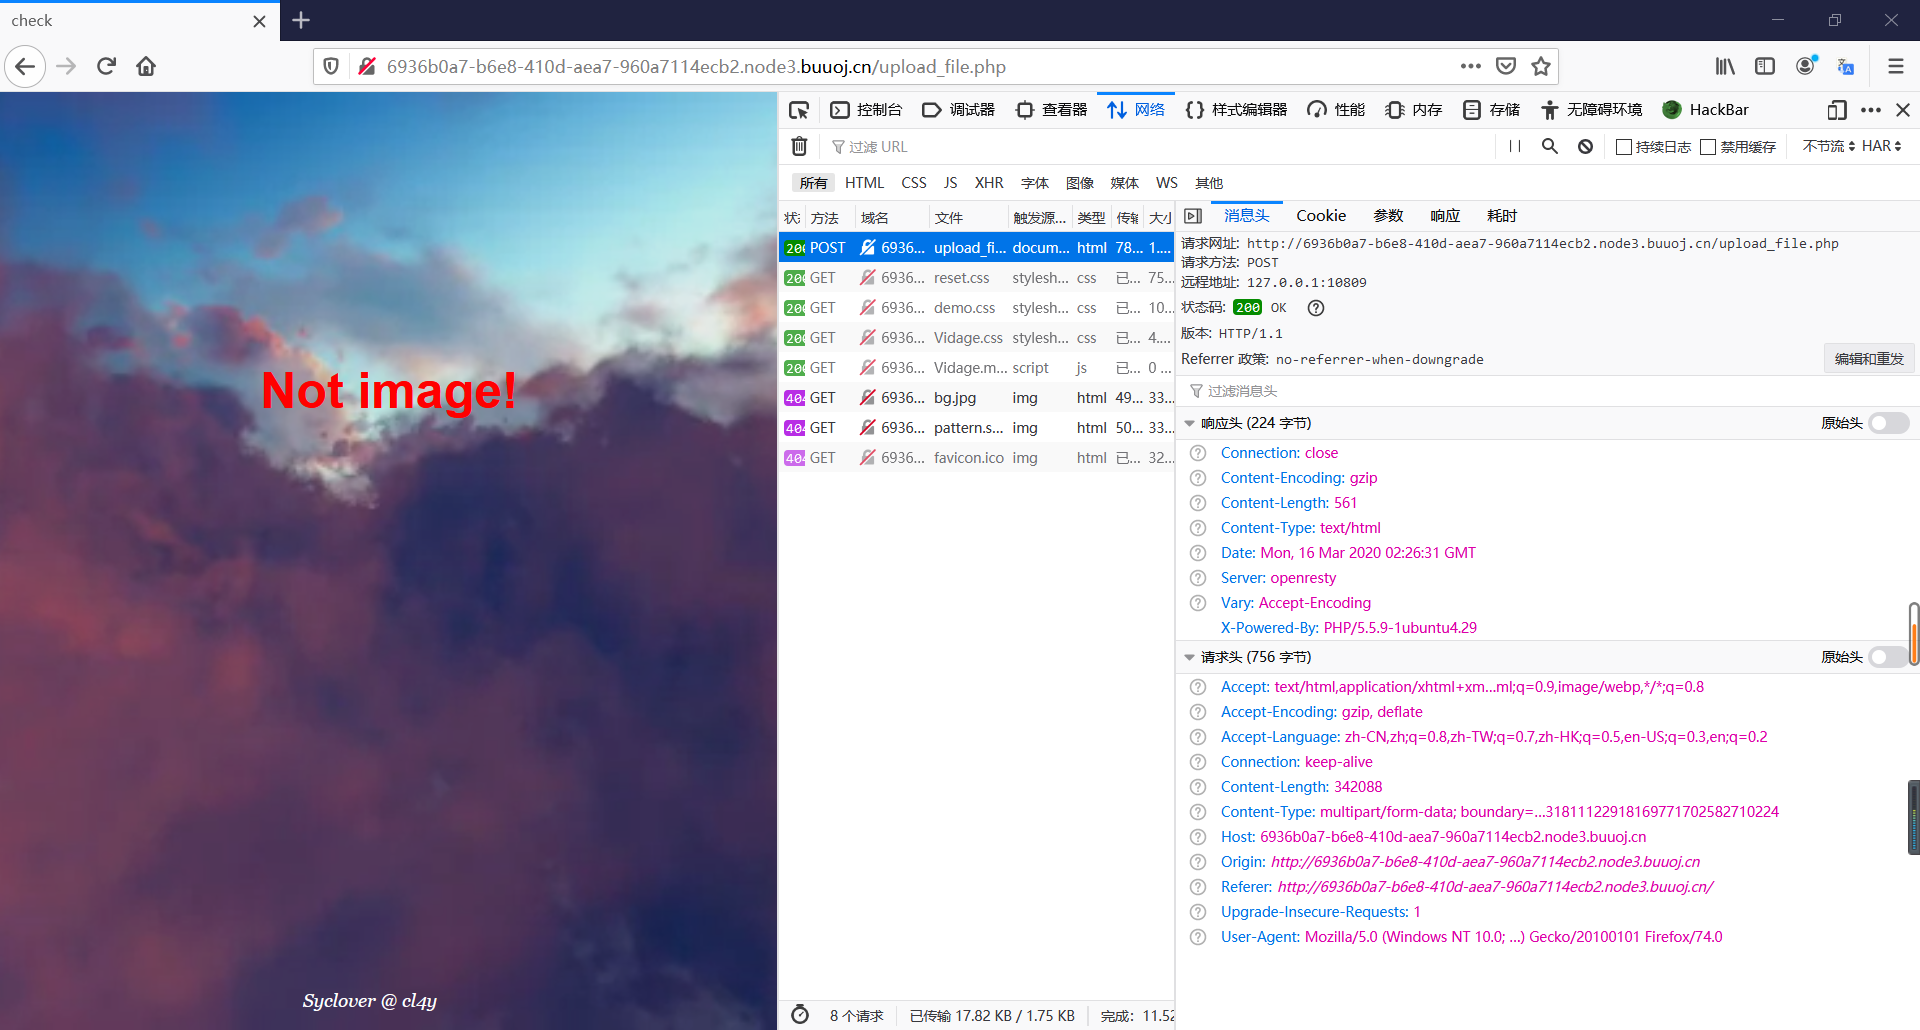 check
6936b0a7-b6e8-410d-aea7-960a7114ecb2.node3.buuoj.cn/upload_file.php
控制台 调试器 查看器 网络 样式编辑器 性能 内存 存储 无障碍环境 HackBar
过滤 URL 持续日志 禁用缓存 不节流 HAR
所有 HTML CSS JS XHR 字体 图像 媒体 WS 其他
方法 域名 文件 触发源... 类型
200 POST 6936... upload_fi... docum... html 78... 1....
200 GET 6936... reset.css stylesh... css 已... 75...
200 GET 6936... demo.css stylesh... css 已... 10...
200 GET 6936... Vidage.css stylesh... css 已... 4....
200 GET 6936... Vidage.m... script js 已... 0 ...
404 GET 6936... bg.jpg img html 49... 33...
404 GET 6936... pattern.s... img html 50... 33...
404 GET 6936... favicon.ico img html 已... 32...
8 个请求 已传输 17.82 KB / 1.75 KB 完成: 11.52
消息头 Cookie 参数 响应 耗时
请求网址: http://6936b0a7-b6e8-410d-aea7-960a7114ecb2.node3.buuoj.cn/upload_file.php
请求方法: POST
远程地址: 127.0.0.1:10809
状态码: 200 OK
版本: HTTP/1.1
Referrer 政策: no-referrer-when-downgrade 编辑和重发
过滤消息头
响应头 (224 字节) 原始头
Connection: close
Content-Encoding: gzip
Content-Length: 561
Content-Type: text/html
Date: Mon, 16 Mar 2020 02:26:31 GMT
Server: openresty
Vary: Accept-Encoding
X-Powered-By: PHP/5.5.9-1ubuntu4.29
请求头 (756 字节) 原始头
Accept: text/html,application/xhtml+xm...ml;q=0.9,image/webp,*/*;q=0.8
Accept-Encoding: gzip, deflate
Accept-Language: zh-CN,zh;q=0.8,zh-TW;q=0.7,zh-HK;q=0.5,en-US;q=0.3,en;q=0.2
Connection: keep-alive
Content-Length: 342088
Content-Type: multipart/form-data; boundary=...31811122918169771702582710224
Host: 6936b0a7-b6e8-410d-aea7-960a7114ecb2.node3.buuoj.cn
Origin: http://6936b0a7-b6e8-410d-aea7-960a7114ecb2.node3.buuoj.cn
Referer: http://6936b0a7-b6e8-410d-aea7-960a7114ecb2.node3.buuoj.cn/
Upgrade-Insecure-Requests: 1
User-Agent: Mozilla/5.0 (Windows NT 10.0; ...) Gecko/20100101 Firefox/74.0
Not image!
Syclover @ cl4y